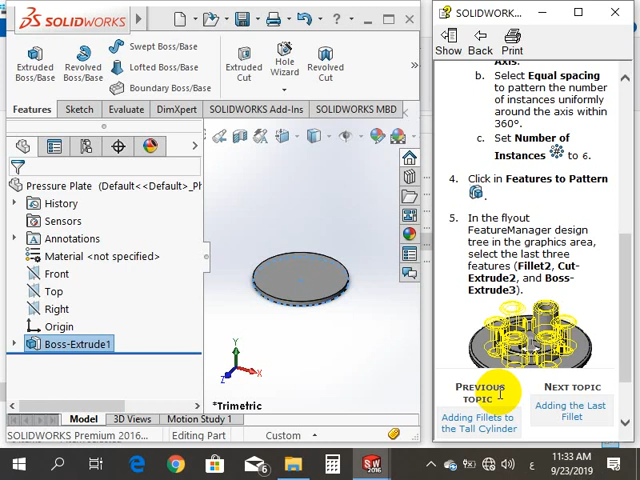 SOLIDWORKS
SOLIDWORK...
Show
Back
Print
Extruded
Boss/Base
Revolved
Boss/Base
Swept Boss/Base
Lofted Boss/Base
Boundary Boss/Base
Extruded
Cut
Hole
Wizard
Revolved
Cut
Features
Sketch
Evaluate
DimXpert
SOLIDWORKS Add-Ins
SOLIDWORKS MBD
Pressure Plate (Default<<Default>_Ph
History
Sensors
Annotations
Material <not specified>
Front
Top
Right
Origin
Boss-Extrude1
Y
X
Z
*Trimetric
Model
3D Views
Motion Study 1
SOLIDWORKS Premium 2016...
Editing Part
Custom
Axis.
b. Select Equal spacing
to pattern the number
of instances uniformly
around the axis within
360°.
c. Set Number of
Instances to 6.
4. Click in Features to Pattern
.
5. In the flyout
FeatureManager design
tree in the graphics area,
select the last three
features (Fillet2, Cut-
Extrude2, and Boss-
Extrude3).
Previous
topic
Adding Fillets to
the Tall Cylinder
Next topic
Adding the Last
Fillet
6
SW
2016
ع
11:33 AM
9/23/2019